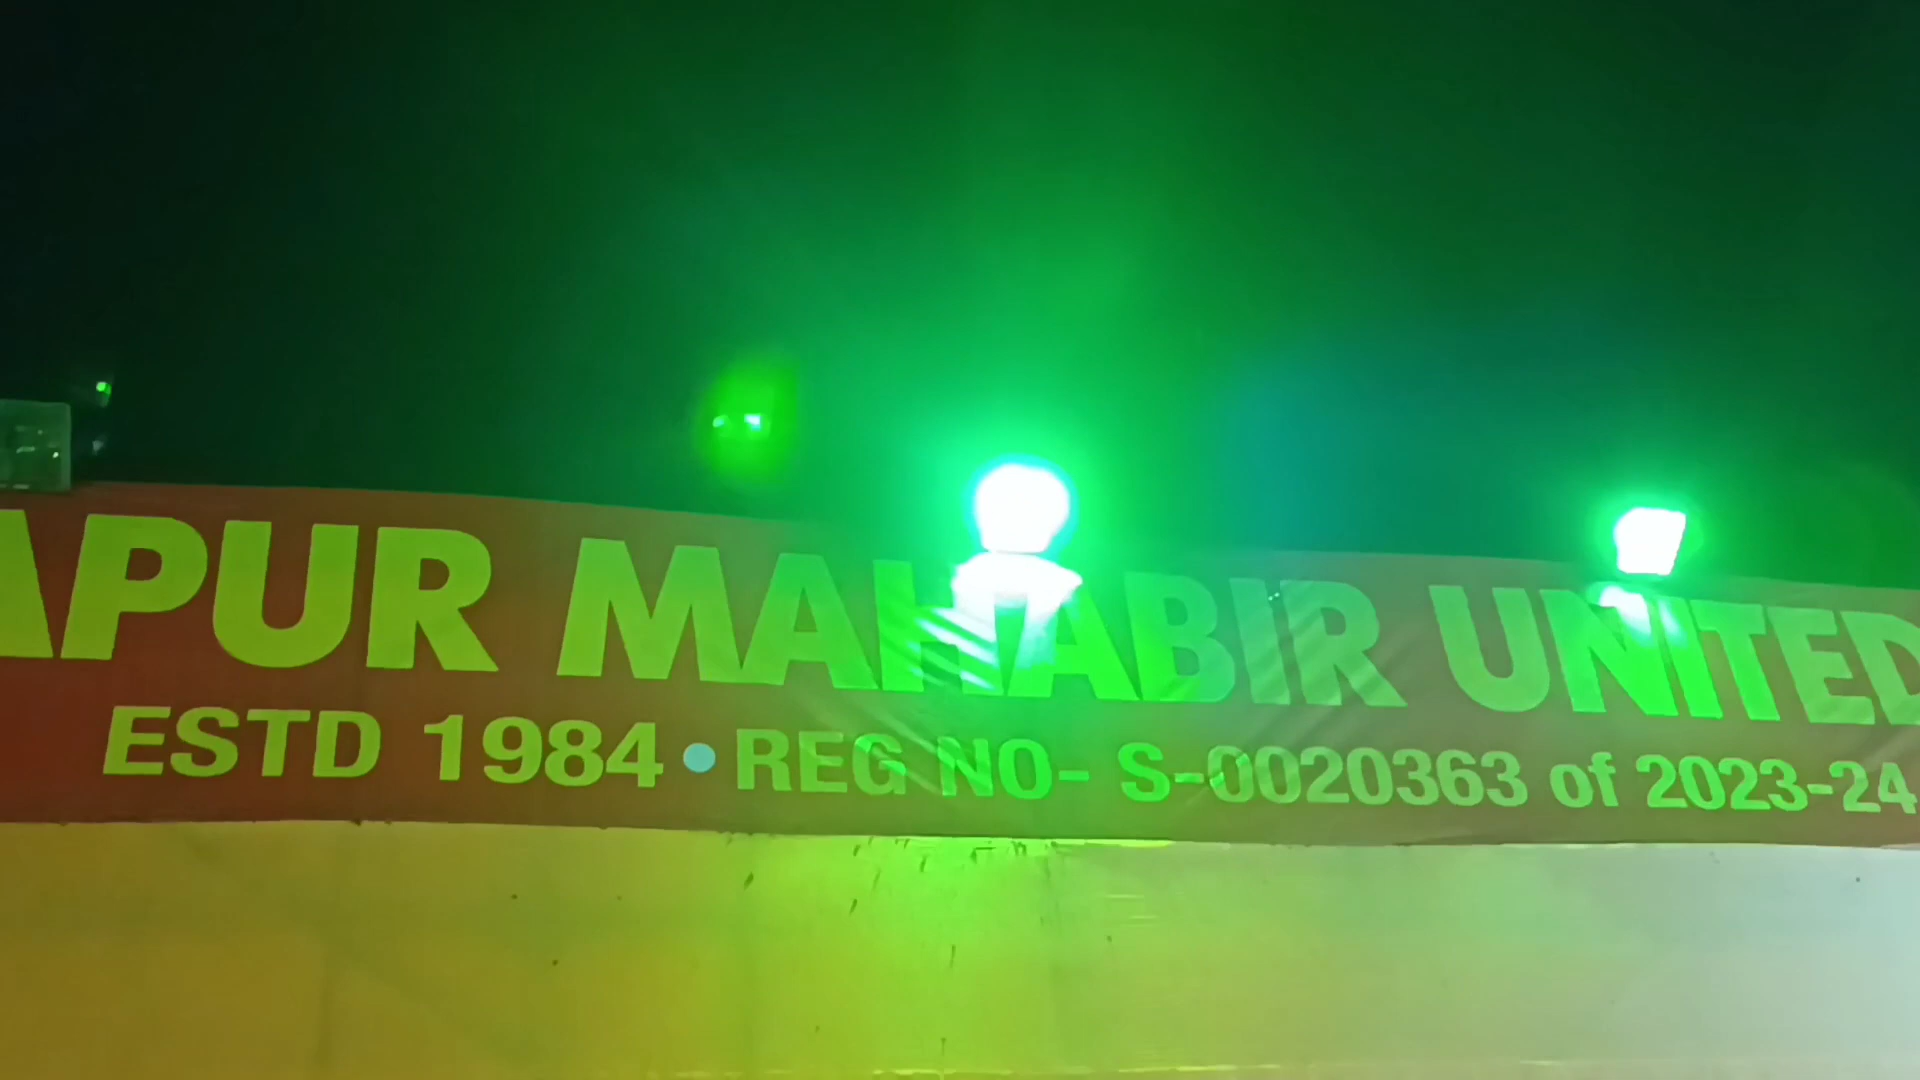 APUR MAHABIR UNITED
ESTD 1984 • REG NO- S-0020363 of 2023-24